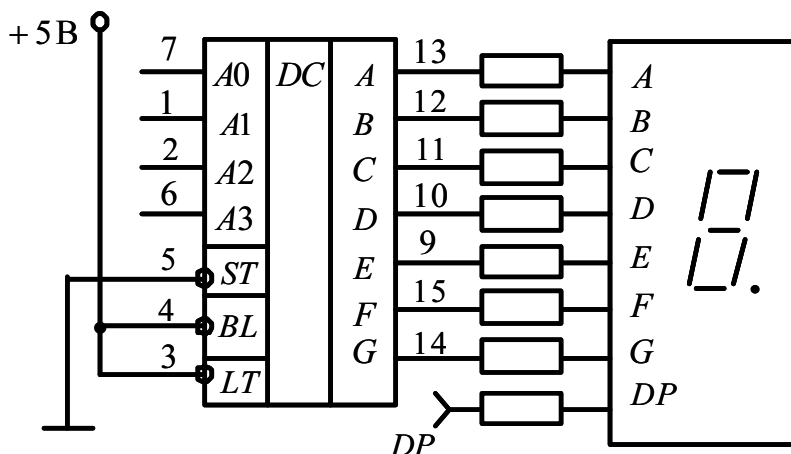 +5В
7 A0 DC A 13 A
1 A1 B 12 B
2 A2 C 11 C
6 A3 D 10 D
5 ST E 9 E
4 BL F 15 F
3 LT G 14 G
DP DP